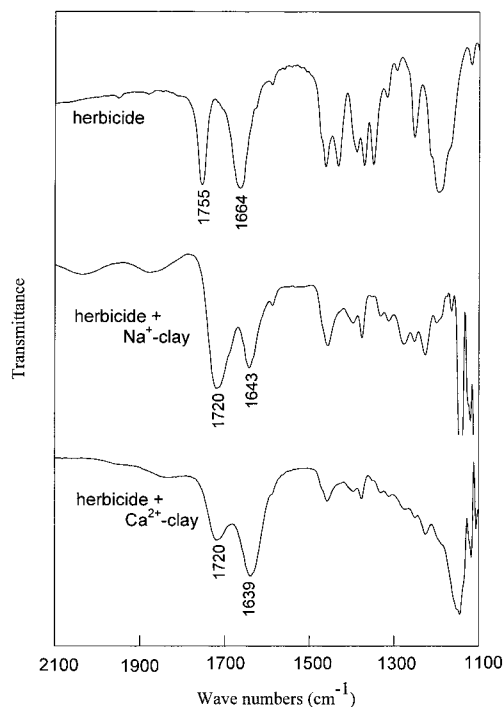 herbicide
1755
1664
herbicide +
Na⁺-clay
1720
1643
herbicide +
Ca²⁺-clay
1720
1639
Transmittance
2100 1900 1700 1500 1300 1100
Wave numbers (cm⁻¹)